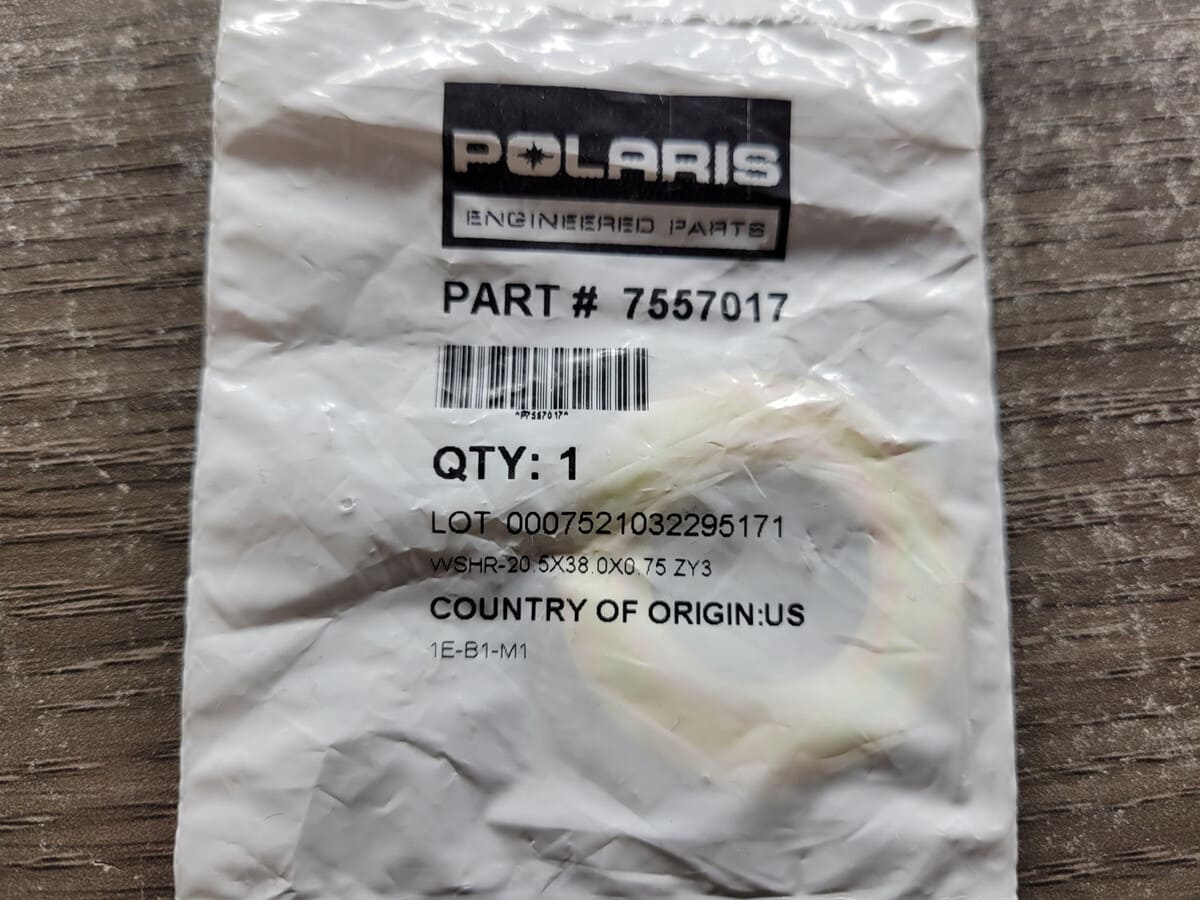 POLARIS
ENGINEERED PARTS
PART # 7557017
*P7557017*
QTY: 1
LOT 0007521032295171
WSHR-20.5X38.0X0.75 ZY3
COUNTRY OF ORIGIN:US
1E-B1-M1